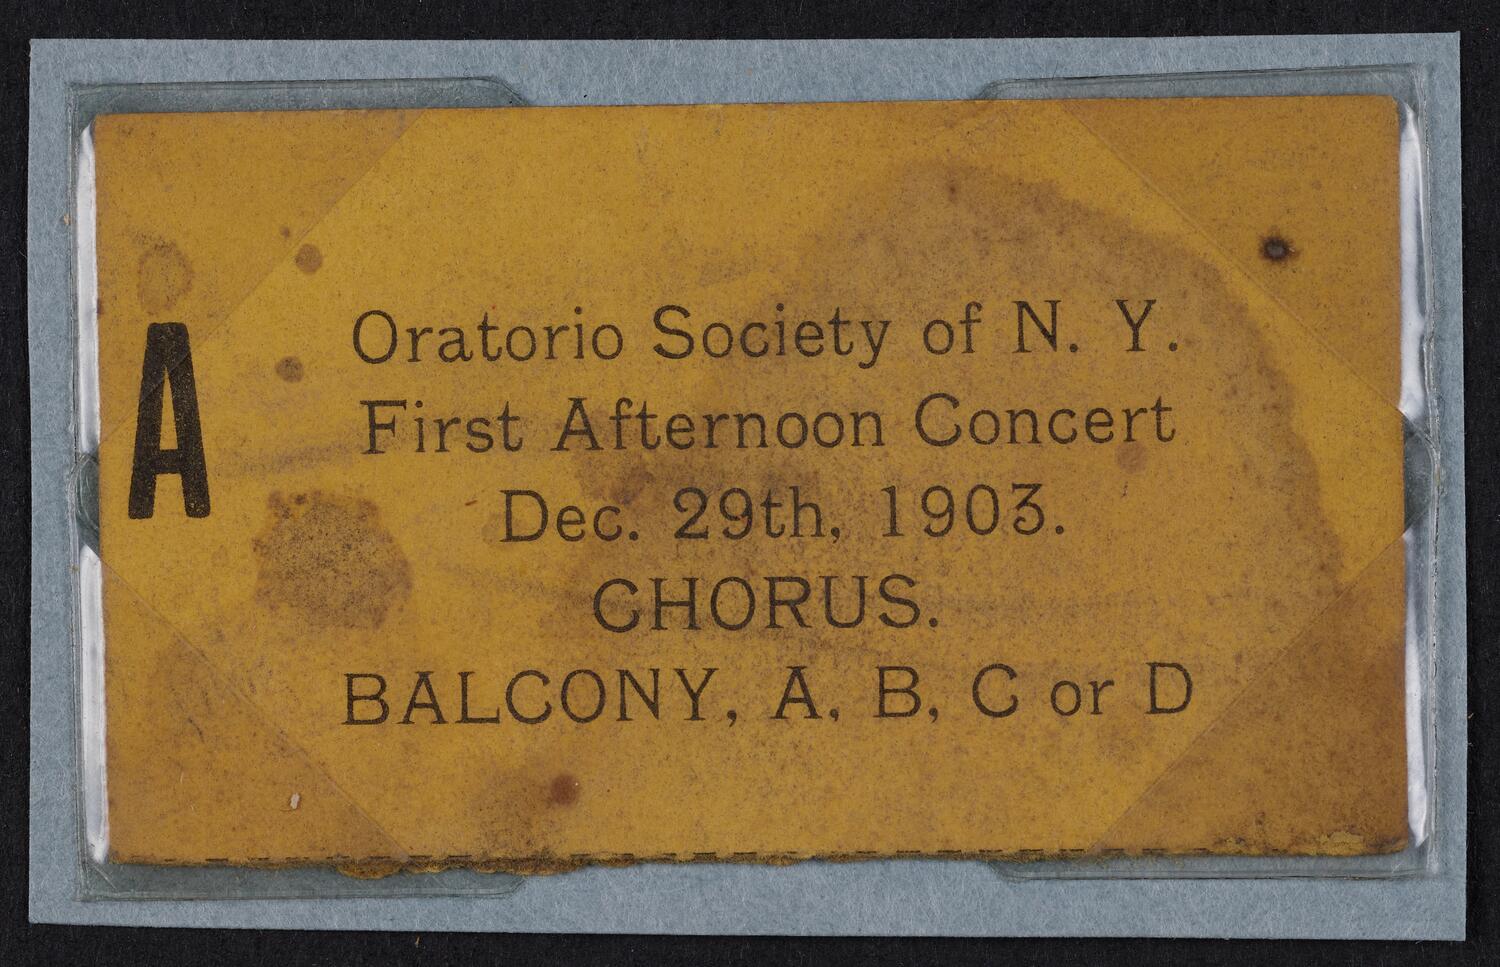 A
Oratorio Society of N. Y.
First Afternoon Concert
Dec. 29th, 1903.
CHORUS.
BALCONY, A, B, C or D